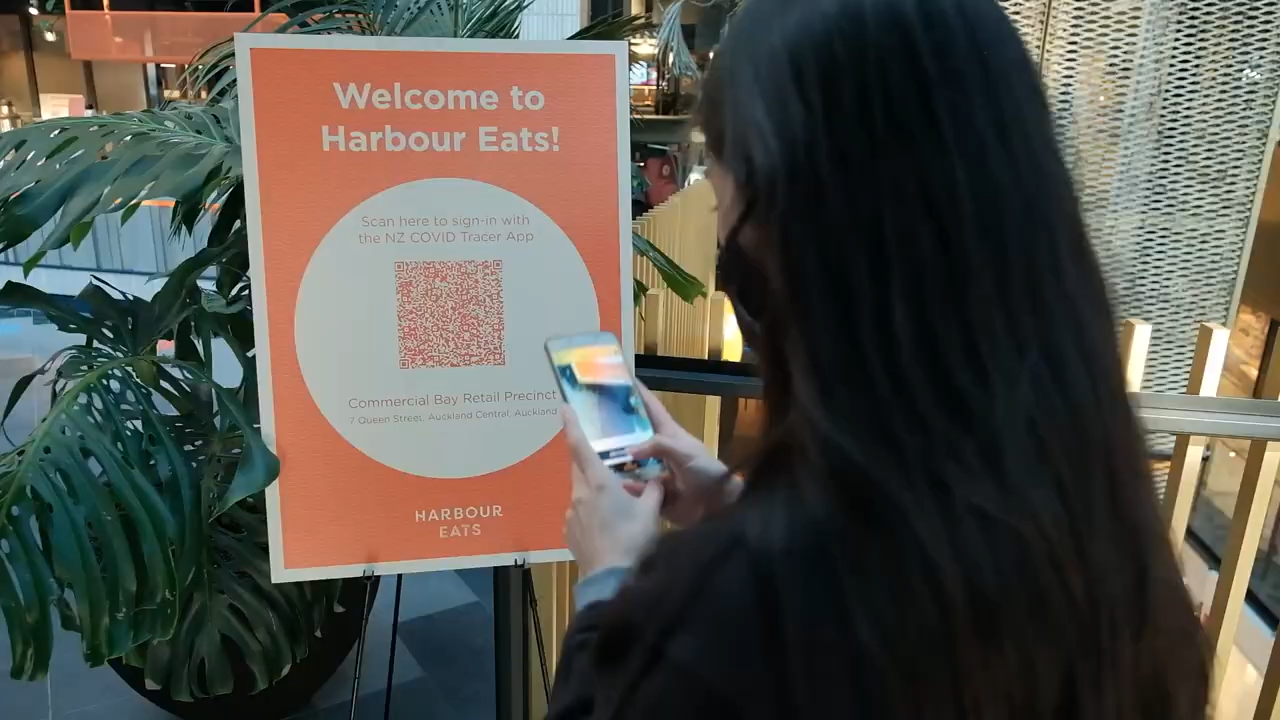 Welcome to
Harbour Eats!
Scan here to sign-in with
the NZ COVID Tracer App
Commercial Bay Retail Precinct
7 Queen Street, Auckland Central, Auckland
HARBOUR
EATS